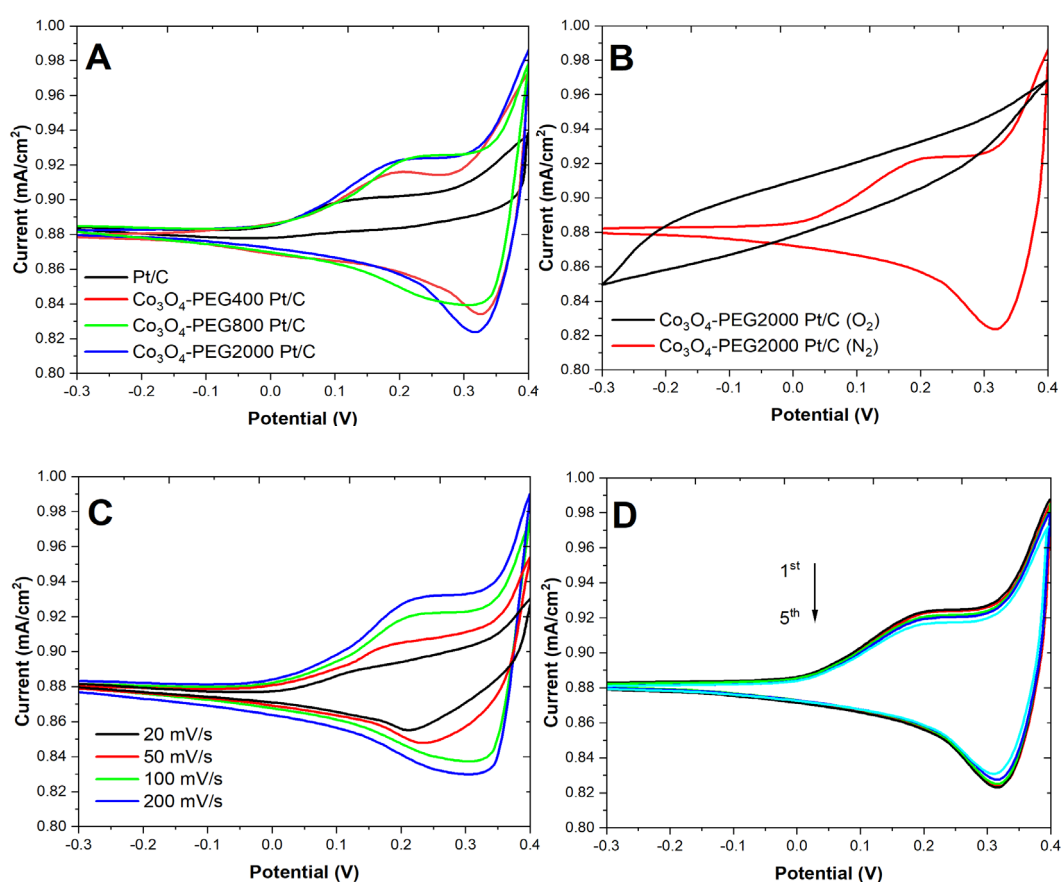 A
1.00
0.98
0.96
0.94
0.92
0.90
0.88
0.86
0.84
0.82
0.80
Current (mA/cm²)
Pt/C
Co₃O₄-PEG400 Pt/C
Co₃O₄-PEG800 Pt/C
Co₃O₄-PEG2000 Pt/C
-0.3 -0.2 -0.1 0.0 0.1 0.2 0.3 0.4
Potential (V)
B
1.00
0.98
0.96
0.94
0.92
0.90
0.88
0.86
0.84
0.82
0.80
Current (mA/cm²)
Co₃O₄-PEG2000 Pt/C (O₂)
Co₃O₄-PEG2000 Pt/C (N₂)
-0.3 -0.2 -0.1 0.0 0.1 0.2 0.3 0.4
Potential (V)
C
1.00
0.98
0.96
0.94
0.92
0.90
0.88
0.86
0.84
0.82
0.80
Current (mA/cm²)
20 mV/s
50 mV/s
100 mV/s
200 mV/s
-0.3 -0.2 -0.1 0.0 0.1 0.2 0.3 0.4
Potential (V)
D
1.00
0.98
0.96
0.94
0.92
0.90
0.88
0.86
0.84
0.82
0.80
Current (mA/cm²)
1ˢᵗ
5ᵗʰ
-0.3 -0.2 -0.1 0.0 0.1 0.2 0.3 0.4
Potential (V)